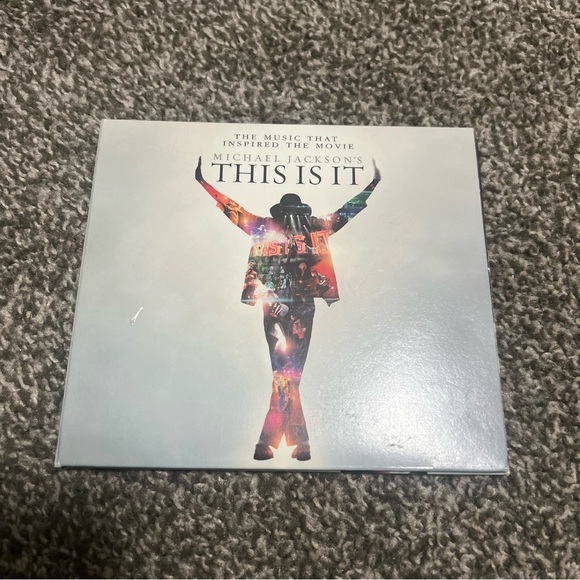 THE MUSIC THAT
INSPIRED THE MOVIE
MICHAEL JACKSON'S
THIS IS IT